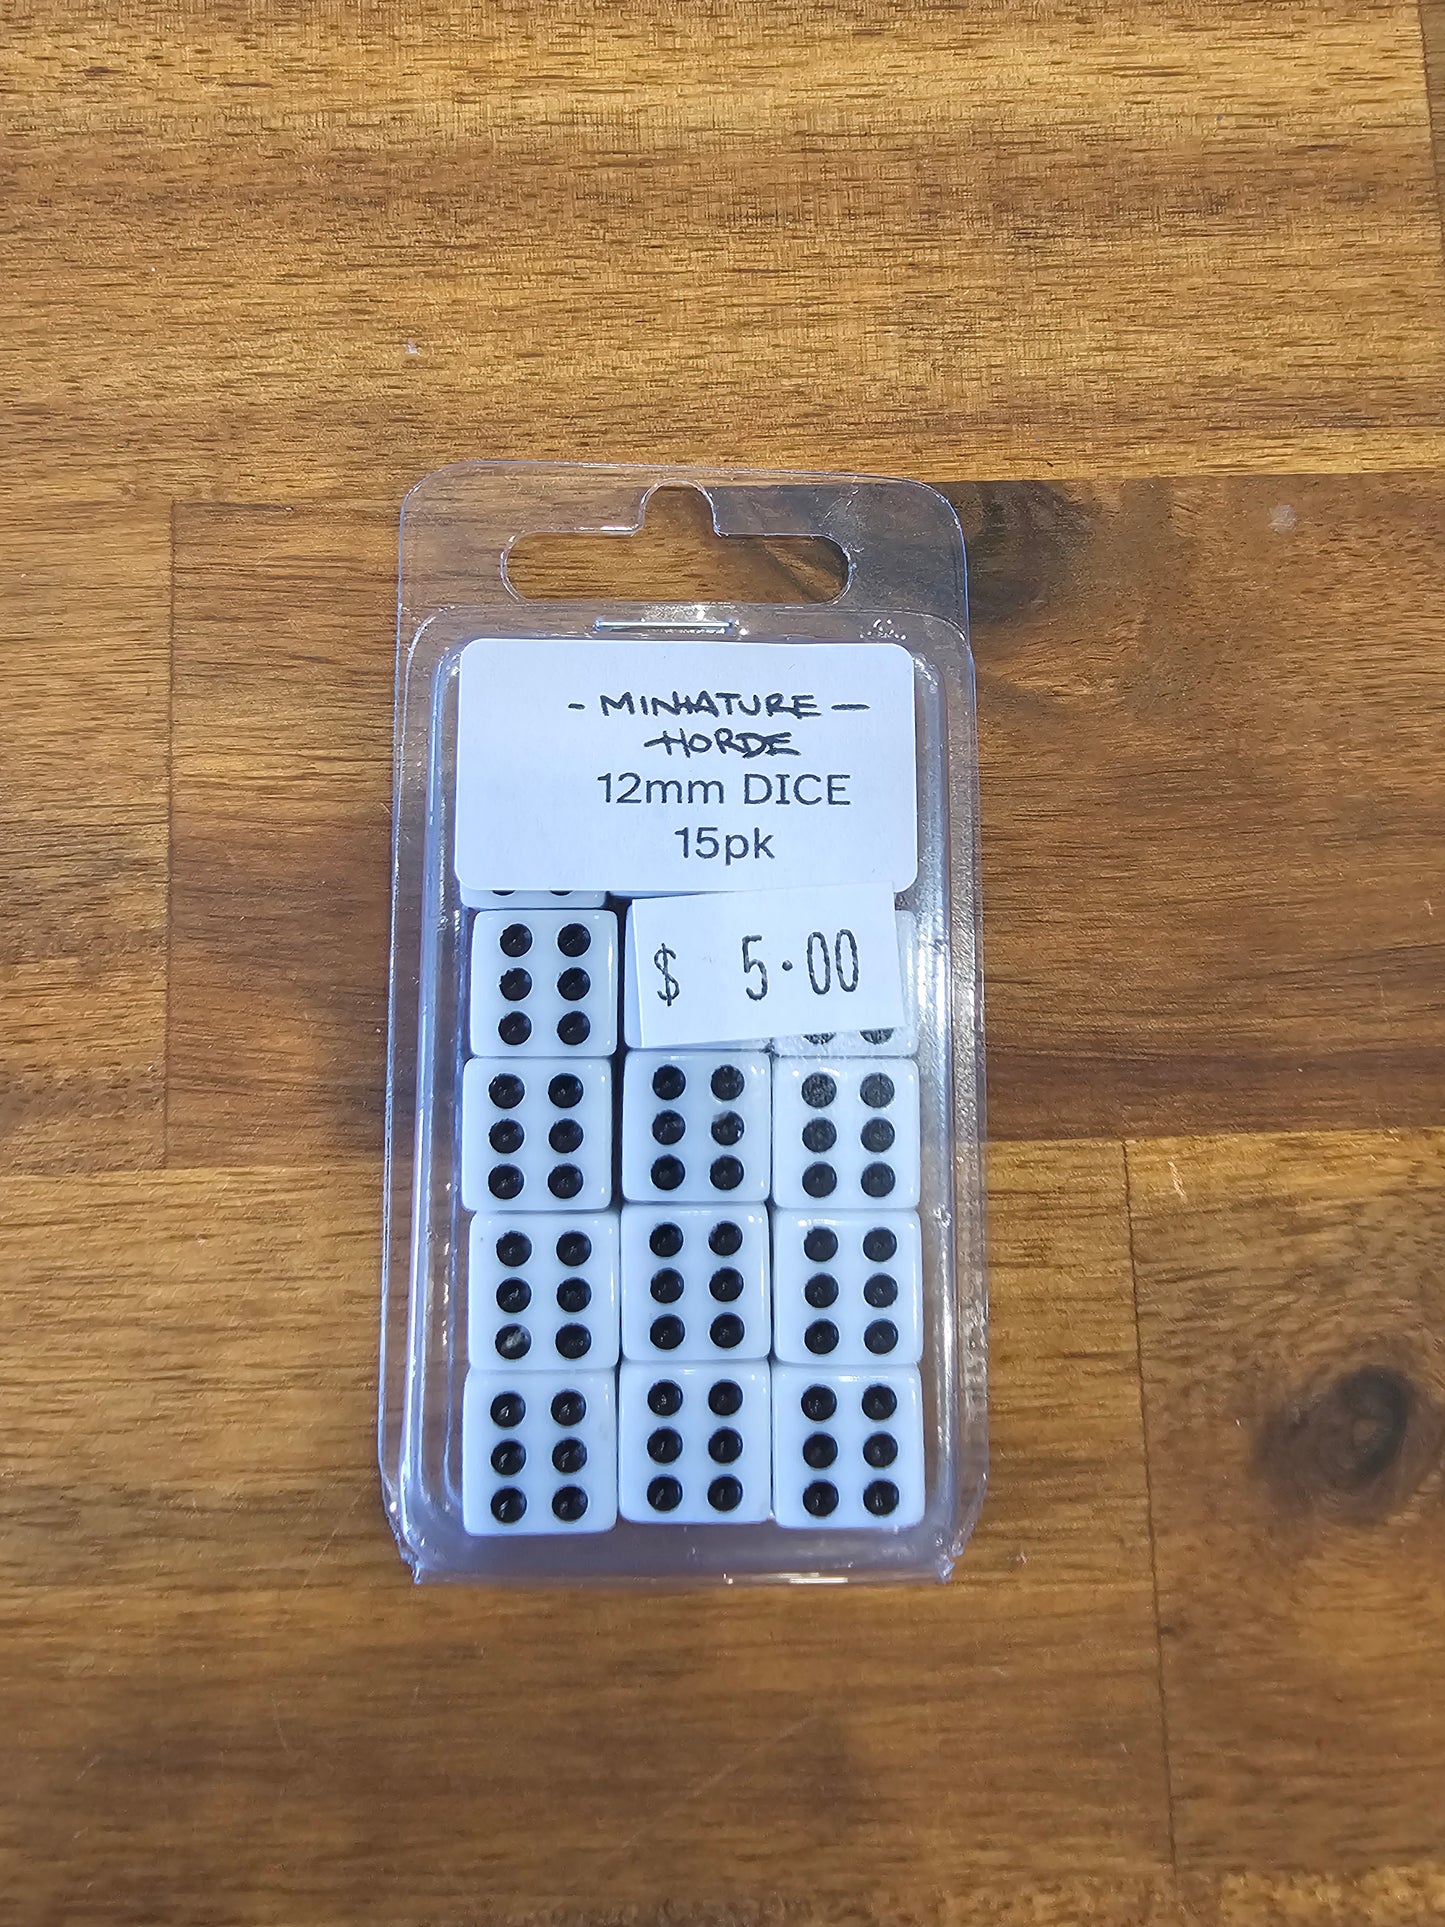 - MINIATURE -
HORDE
12mm DICE
15pk
$ 5.00